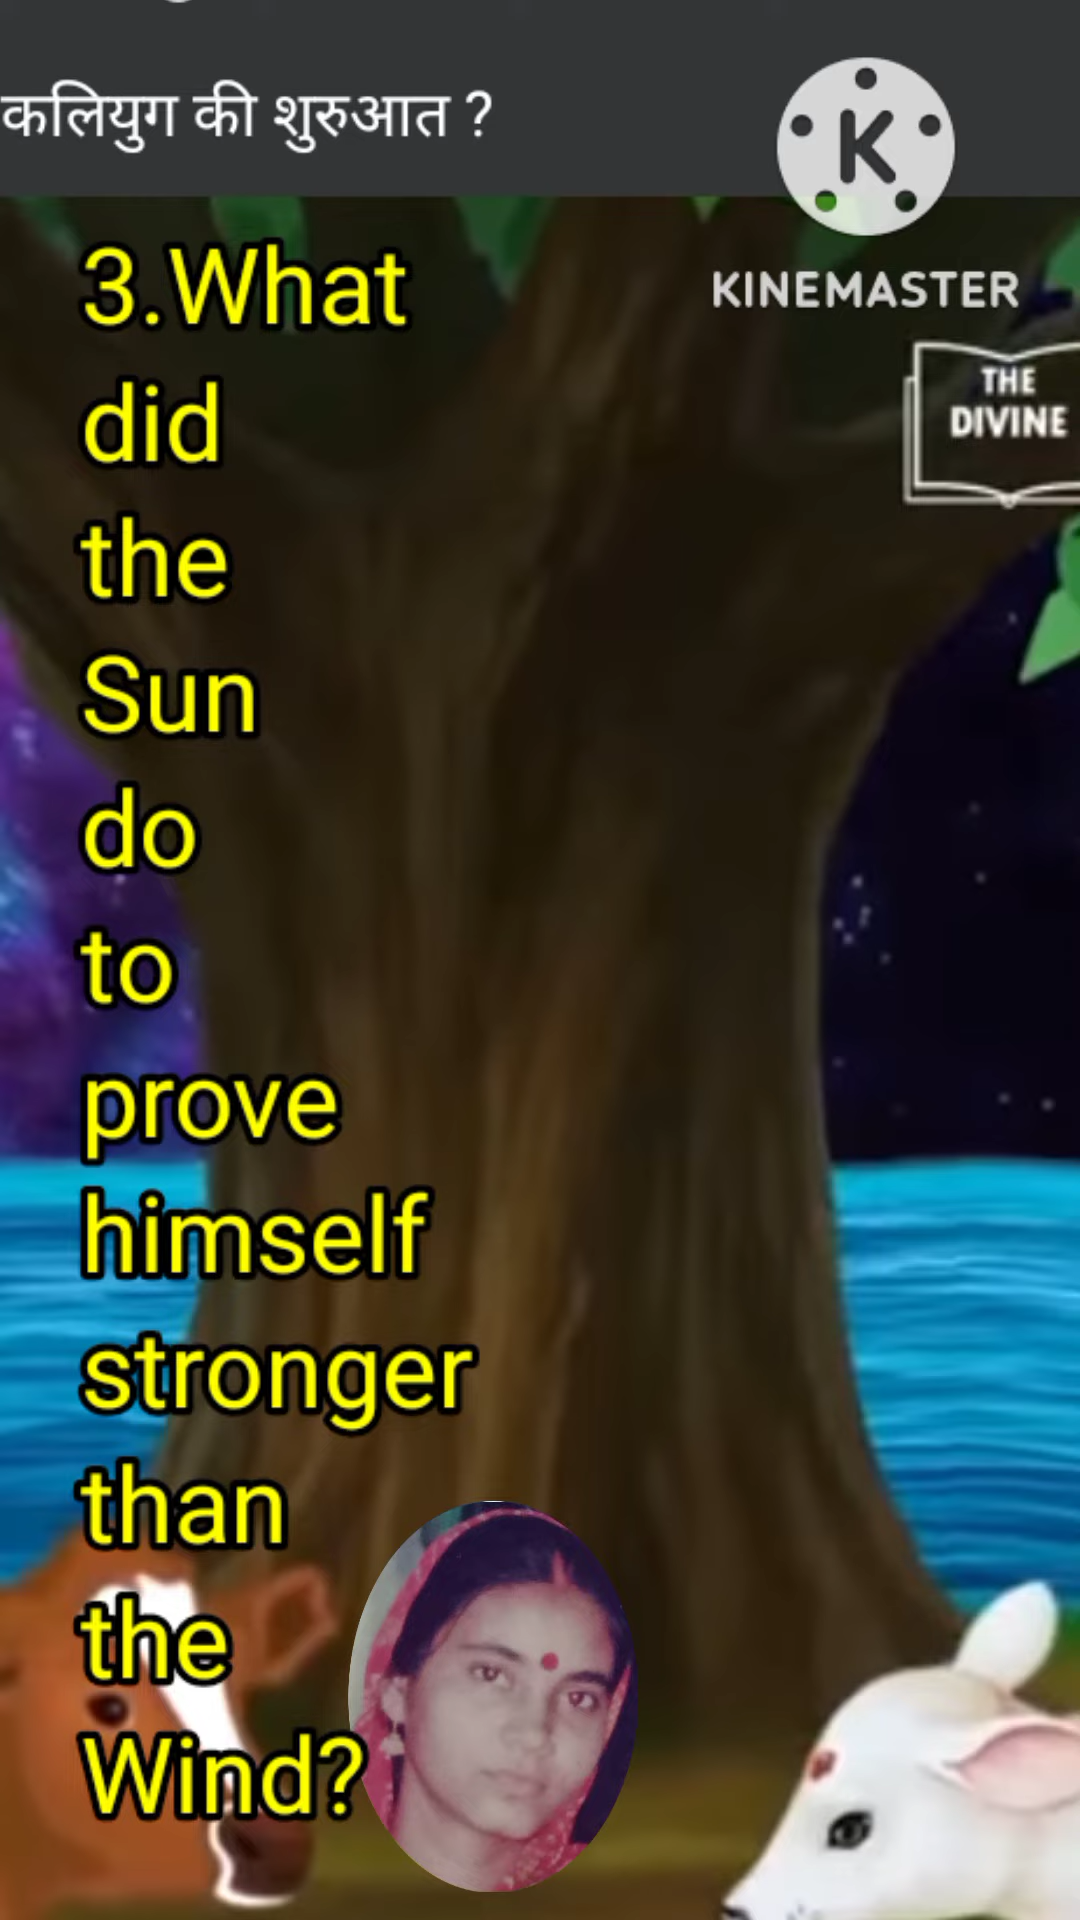 कलियुग की शुरुआत ?
K
KINEMASTER
THE
DIVINE
3.What
did
the
Sun
do
to
prove
himself
stronger
than
the
Wind?